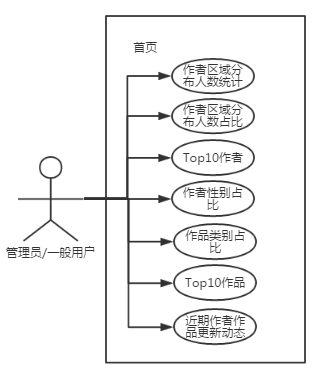 首页
作者区域分
布人数统计
作者区域分
布人数占比
Top10作者
作者性别占
比
作品类别占
比
管理员/一般用户
Top10作品
近期作者作
品更新动态